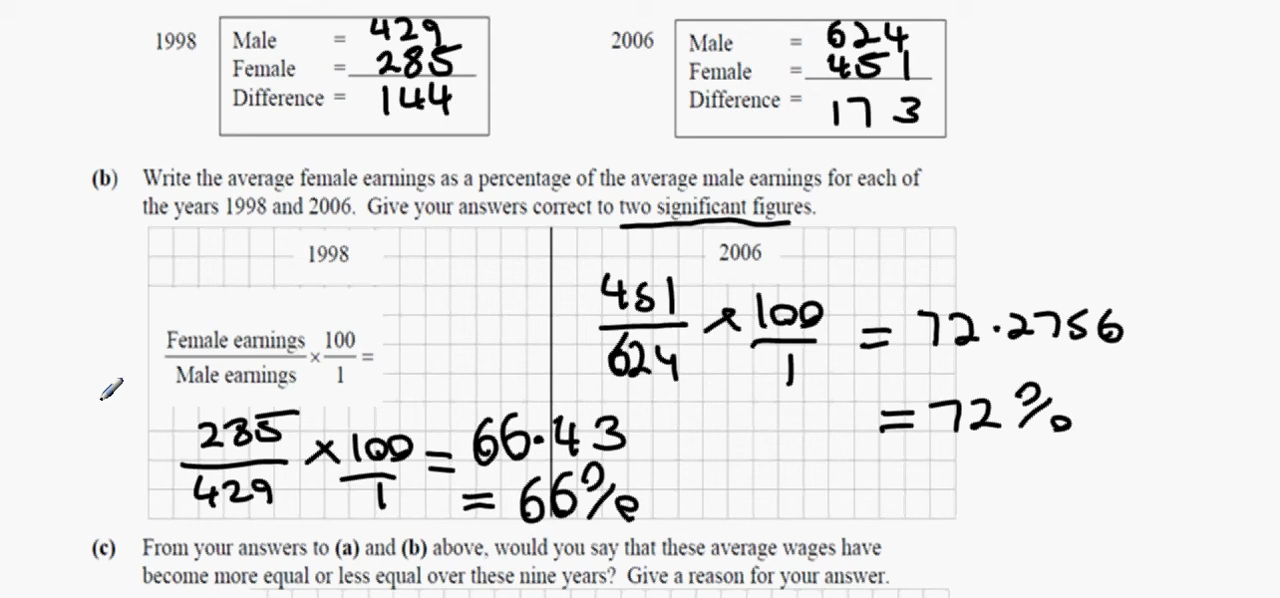 1998 Male = 429
Female = 285
Difference = 144
2006 Male = 624
Female = 451
Difference = 173
(b) Write the average female earnings as a percentage of the average male earnings for each of
the years 1998 and 2006. Give your answers correct to two significant figures.
1998
Female earnings / Male earnings × 100 / 1 =
285 / 429 × 100 / 1 = 66.43
= 66%
2006
451 / 624 × 100 / 1 = 72.2756
= 72%
(c) From your answers to (a) and (b) above, would you say that these average wages have
become more equal or less equal over these nine years? Give a reason for your answer.